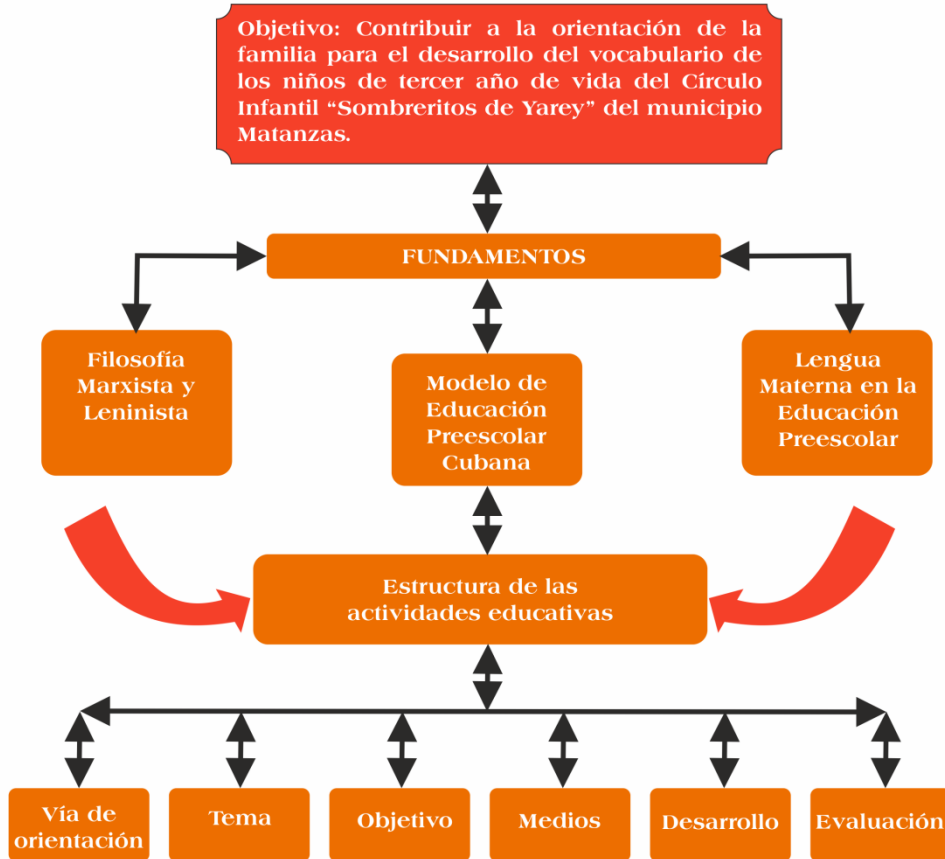 Objetivo: Contribuir a la orientación de la
familia para el desarrollo del vocabulario de
los niños de tercer año de vida del Círculo
Infantil “Sombreritos de Yarey” del municipio
Matanzas.
FUNDAMENTOS
Filosofía
Marxista y
Leninista
Modelo de
Educación
Preescolar
Cubana
Lengua
Materna en la
Educación
Preescolar
Estructura de las
actividades educativas
Vía de
orientación
Tema
Objetivo
Medios
Desarrollo
Evaluación